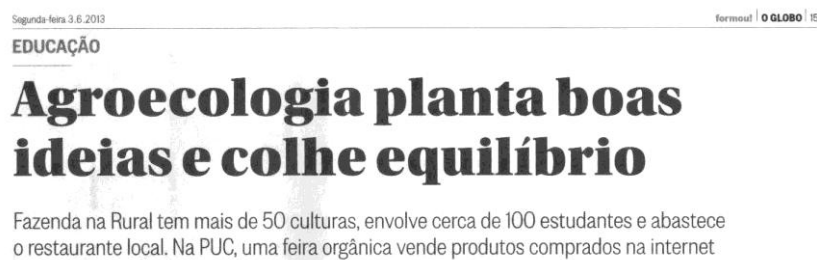 Segunda-feira 3.6.2013
formou! | O GLOBO | 15
EDUCAÇÃO
Agroecologia planta boas
ideias e colhe equilíbrio
Fazenda na Rural tem mais de 50 culturas, envolve cerca de 100 estudantes e abastece
o restaurante local. Na PUC, uma feira orgânica vende produtos comprados na internet